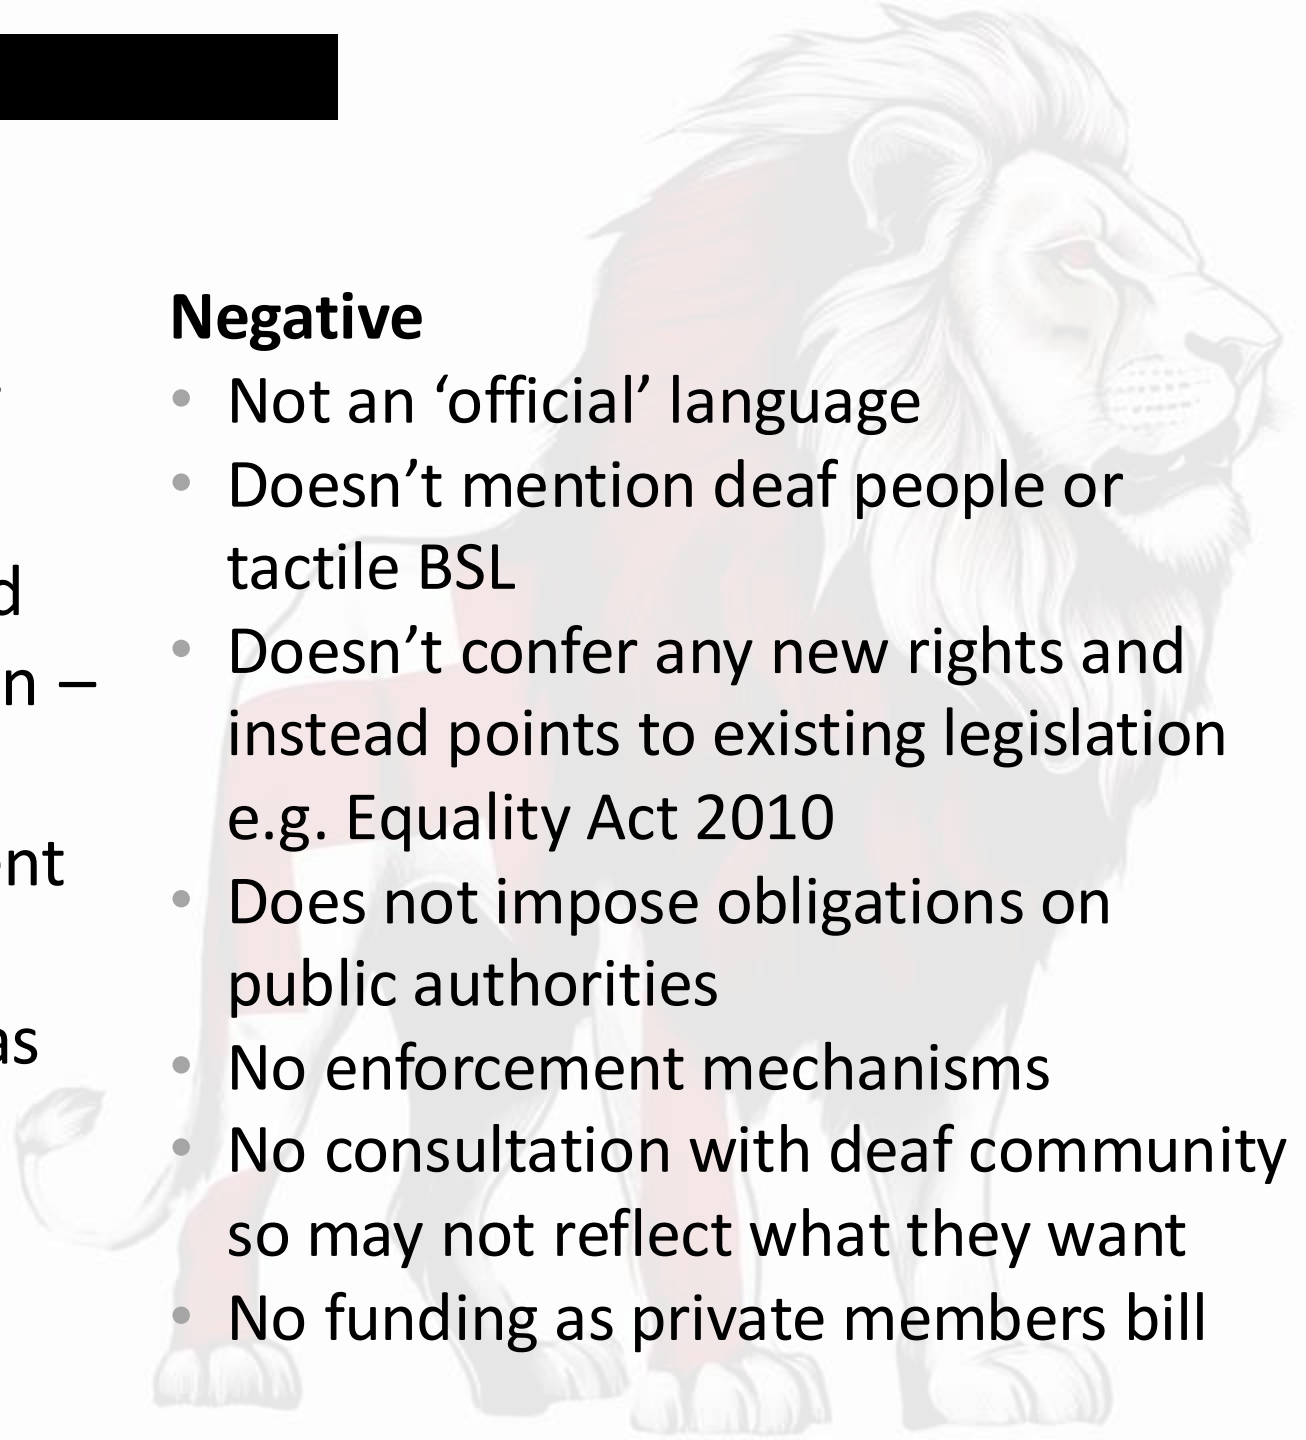 Negative
• Not an ‘official’ language
• Doesn’t mention deaf people or
tactile BSL
• Doesn’t confer any new rights and
instead points to existing legislation
e.g. Equality Act 2010
• Does not impose obligations on
public authorities
• No enforcement mechanisms
• No consultation with deaf community
so may not reflect what they want
• No funding as private members bill